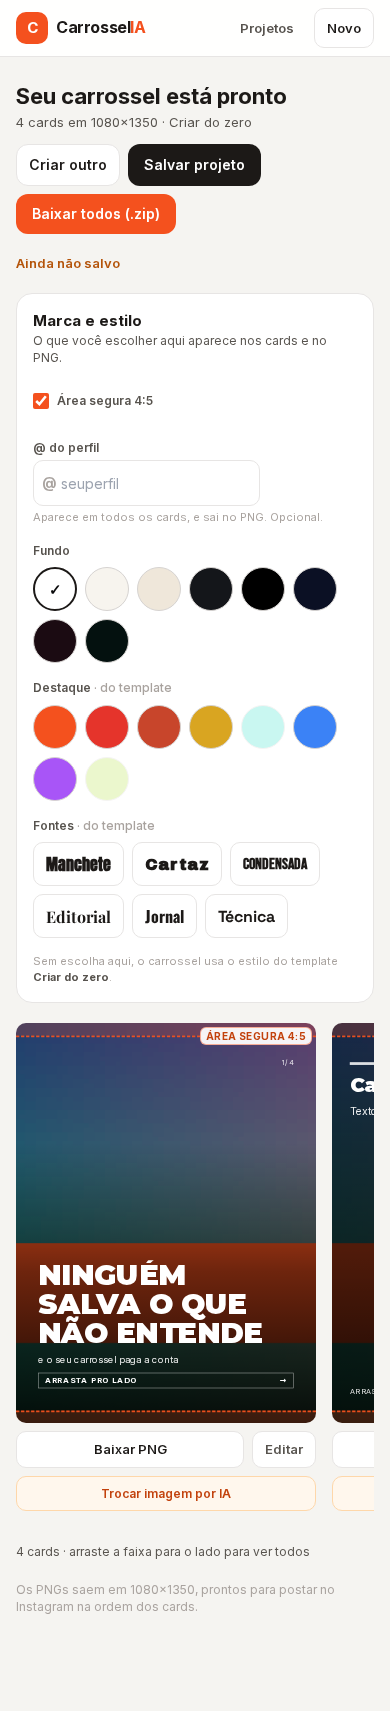 C CarrosselIA
Projetos
Novo
Seu carrossel está pronto
4 cards em 1080×1350 · Criar do zero
Criar outro
Salvar projeto
Baixar todos (.zip)
Ainda não salvo
Marca e estilo
O que você escolher aqui aparece nos cards e no
PNG.
Área segura 4:5
@ do perfil
@ seuperfil
Aparece em todos os cards, e sai no PNG. Opcional.
Fundo
✓
Destaque · do template
Fontes · do template
Manchete
Cartaz
CONDENSADA
Editorial
Jornal
Técnica
Sem escolha aqui, o carrossel usa o estilo do template
Criar do zero
ÁREA SEGURA 4:5
1/4
NINGUÉM
SALVA O QUE
NÃO ENTENDE
e o seu carrossel paga a conta
ARRASTA PRO LADO →
Ca
Texto
ARRAS
Baixar PNG
Editar
Trocar imagem por IA
4 cards · arraste a faixa para o lado para ver todos
Os PNGs saem em 1080×1350, prontos para postar no
Instagram na ordem dos cards.